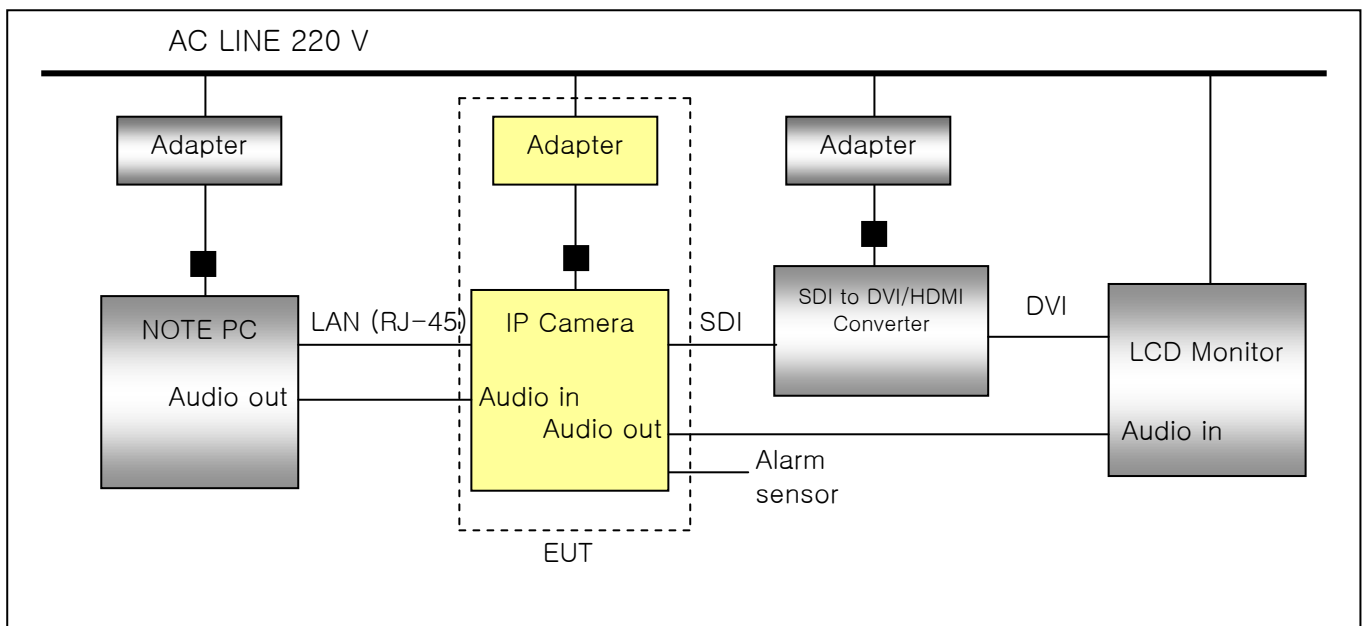 AC LINE 220 V
Adapter
Adapter
Adapter
NOTE PC
LAN (RJ-45)
IP Camera
SDI
SDI to DVI/HDMI
Converter
DVI
LCD Monitor
Audio out
Audio in
Audio out
Audio in
Alarm
sensor
EUT